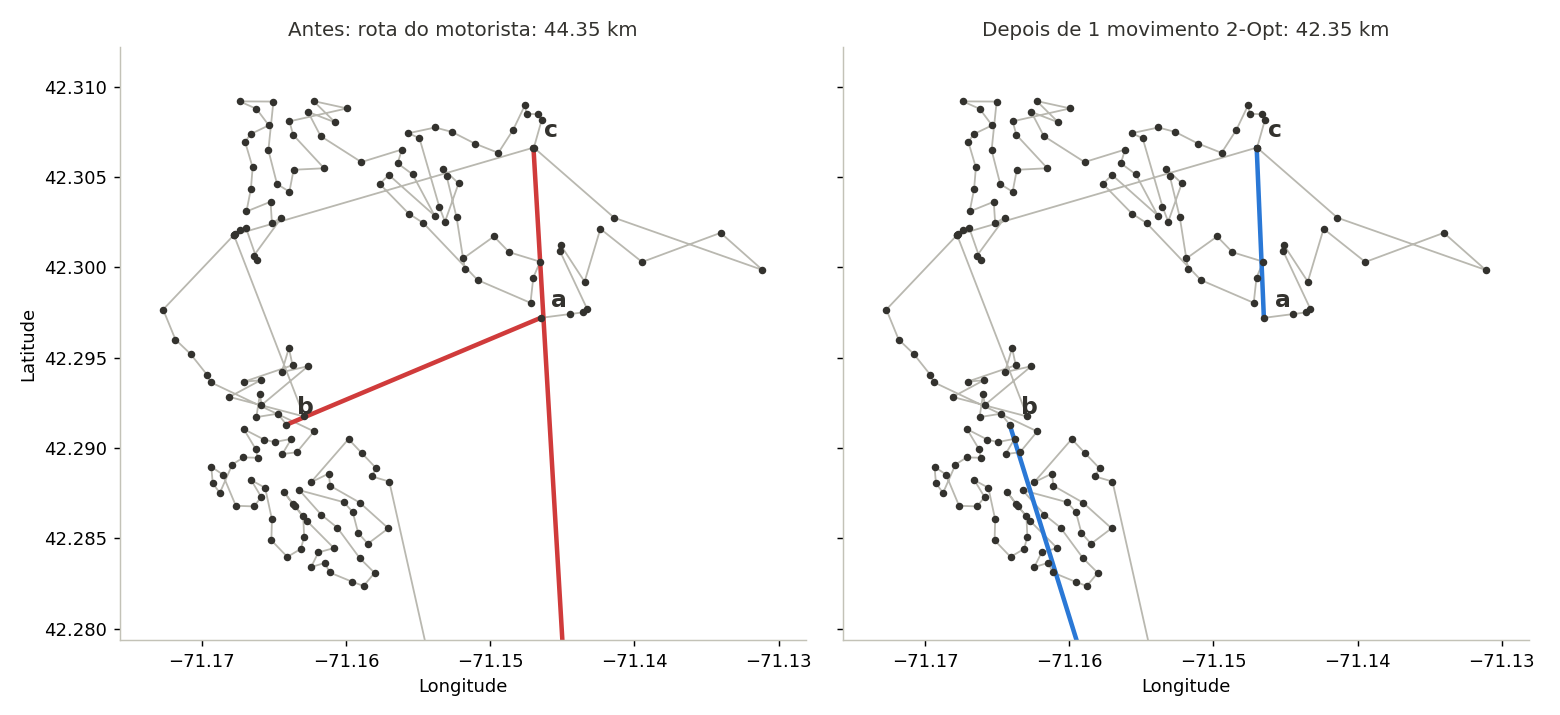 Antes: rota do motorista: 44.35 km
Depois de 1 movimento 2-Opt: 42.35 km
42.310
42.305
42.300
42.295
42.290
42.285
42.280
Latitude
c
a
b
c
a
b
−71.17
−71.16
−71.15
−71.14
−71.13
−71.17
−71.16
−71.15
−71.14
−71.13
Longitude
Longitude